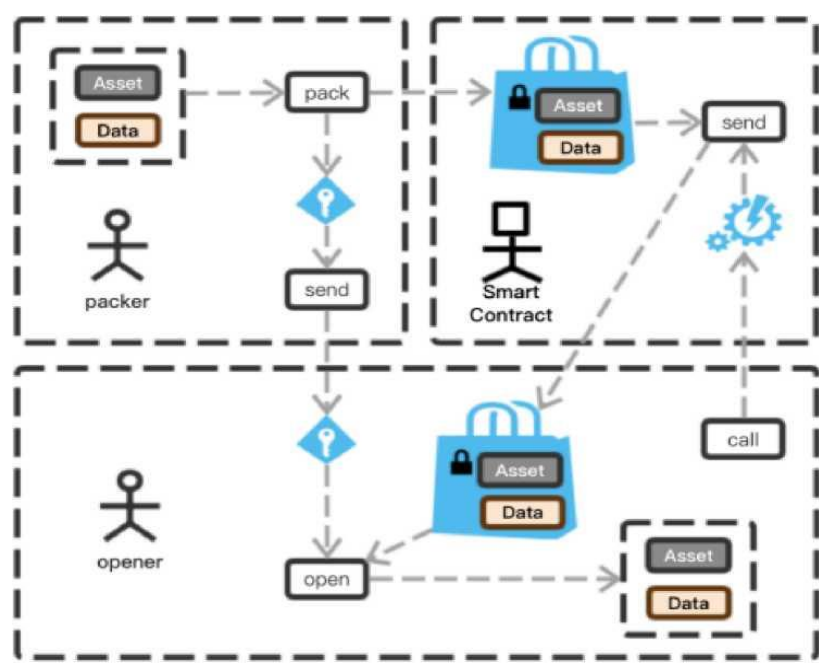 Asset
Data
pack
packer
send
Asset
Data
send
Smart
Contract
opener
open
Asset
Data
call
Asset
Data